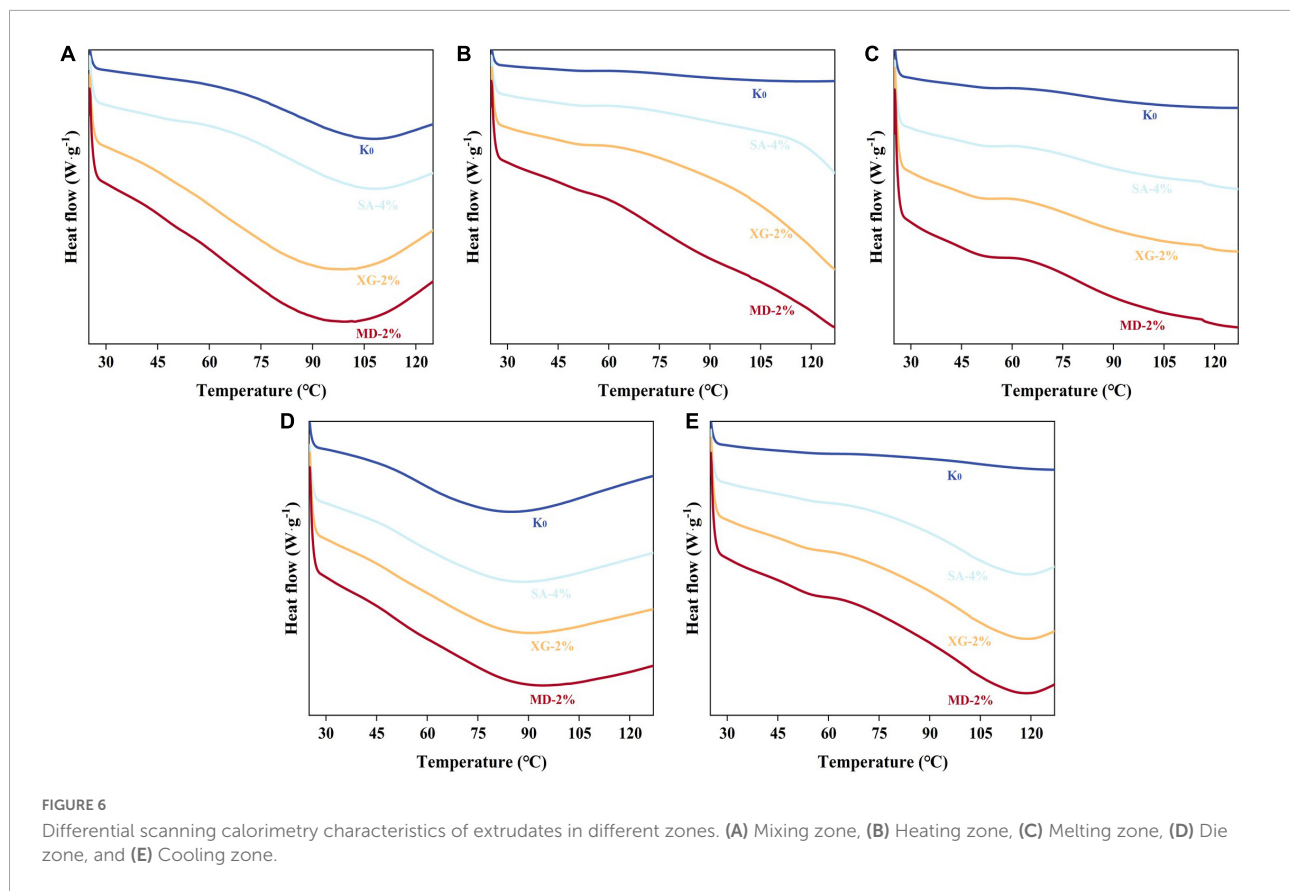 A
Heat flow (W·g⁻¹)
K₀
SA-4%
XG-2%
MD-2%
30 45 60 75 90 105 120
Temperature (°C)
B
Heat flow (W·g⁻¹)
K₀
SA-4%
XG-2%
MD-2%
30 45 60 75 90 105 120
Temperature (°C)
C
Heat flow (W·g⁻¹)
K₀
SA-4%
XG-2%
MD-2%
30 45 60 75 90 105 120
Temperature (°C)
D
Heat flow (W·g⁻¹)
K₀
SA-4%
XG-2%
MD-2%
30 45 60 75 90 105 120
Temperature (°C)
E
Heat flow (W·g⁻¹)
K₀
SA-4%
XG-2%
MD-2%
30 45 60 75 90 105 120
Temperature (°C)
FIGURE 6
Differential scanning calorimetry characteristics of extrudates in different zones. (A) Mixing zone, (B) Heating zone, (C) Melting zone, (D) Die
zone, and (E) Cooling zone.